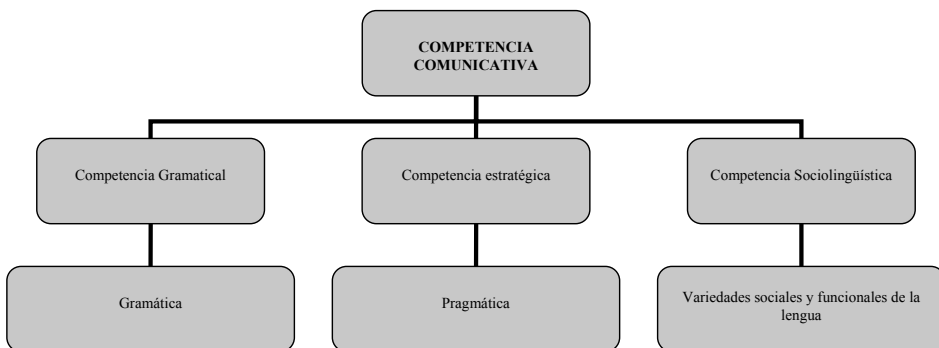 COMPETENCIA
COMUNICATIVA
Competencia Gramatical
Competencia estratégica
Competencia Sociolingüística
Gramática
Pragmática
Variedades sociales y funcionales de la
lengua